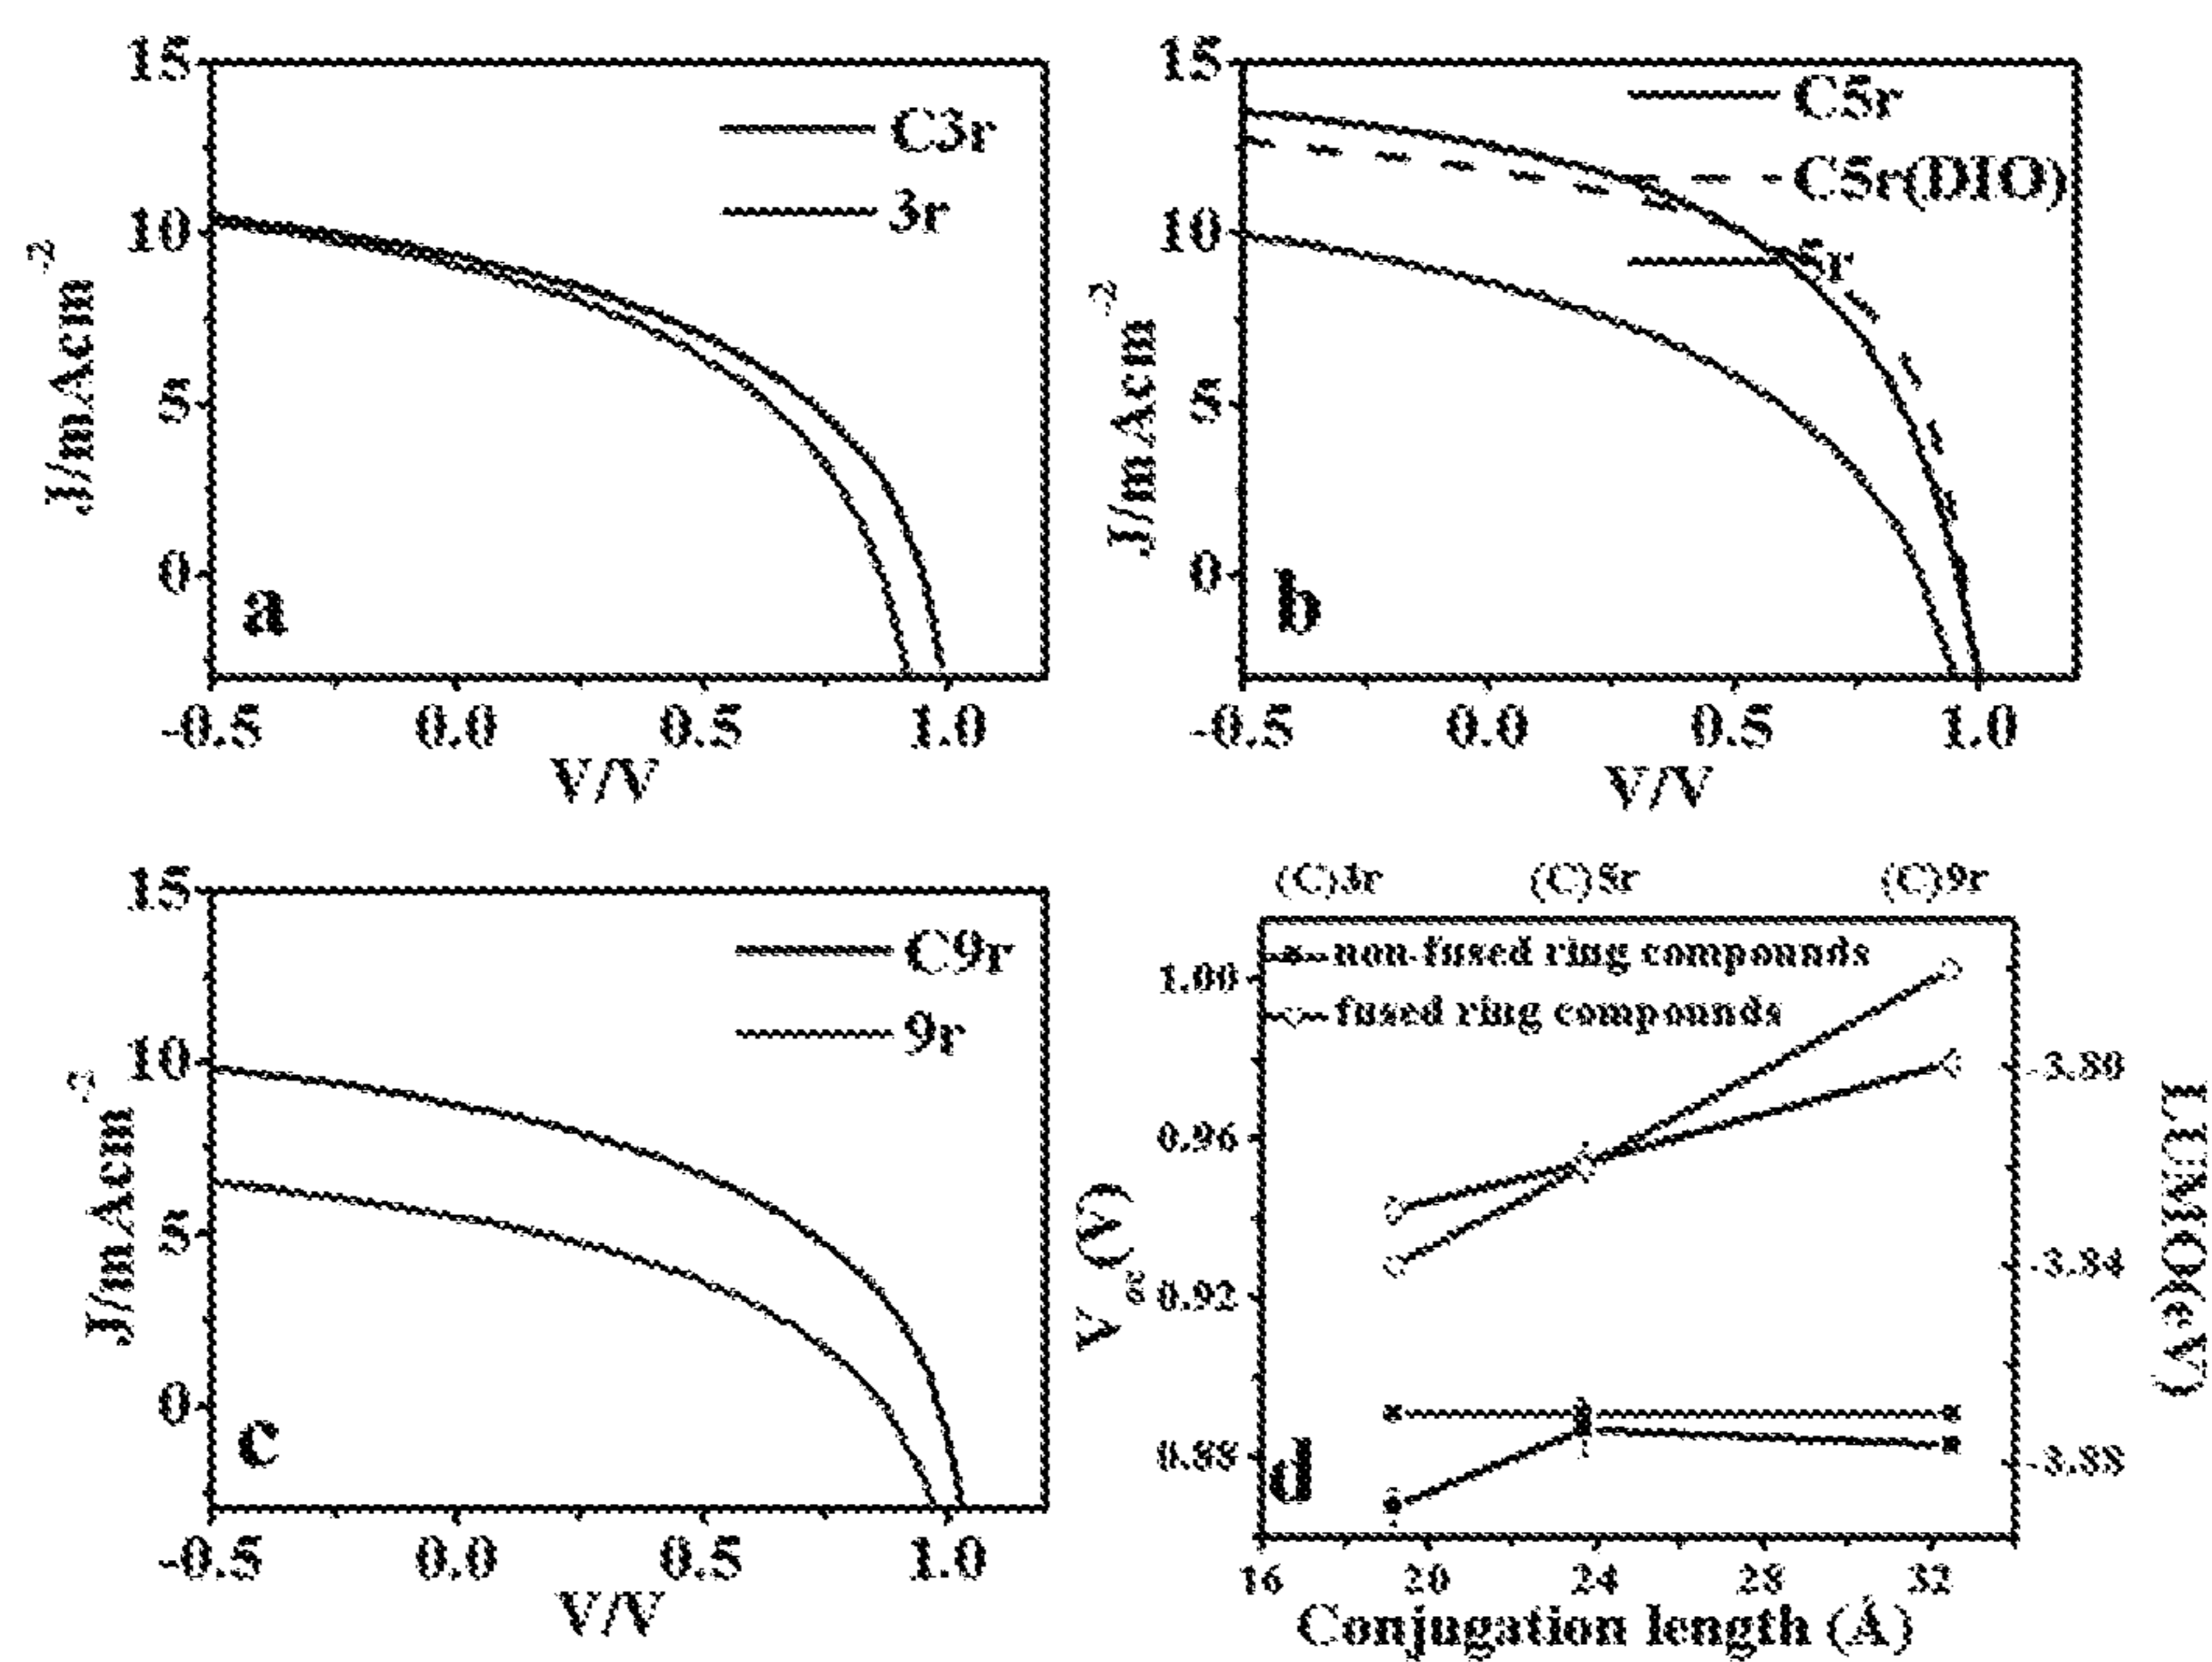 15
C3r
3r
10
5
0
J/mAcm-2
a
-0.5 0.0 0.5 1.0
V/V
15
C5r
C5r(DIO)
5r
10
5
0
J/mAcm-2
b
-0.5 0.0 0.5 1.0
V/V
15
C9r
9r
10
5
0
J/mAcm-2
c
-0.5 0.0 0.5 1.0
V/V
(C)3r (C)5r (C)9r
non-fused ring compounds
fused ring compounds
1.00
0.96
0.92
0.88
Voc(V)
-3.80
-3.84
-3.88
LUMO(eV)
d
16 20 24 28 32
Conjugation length (Å)